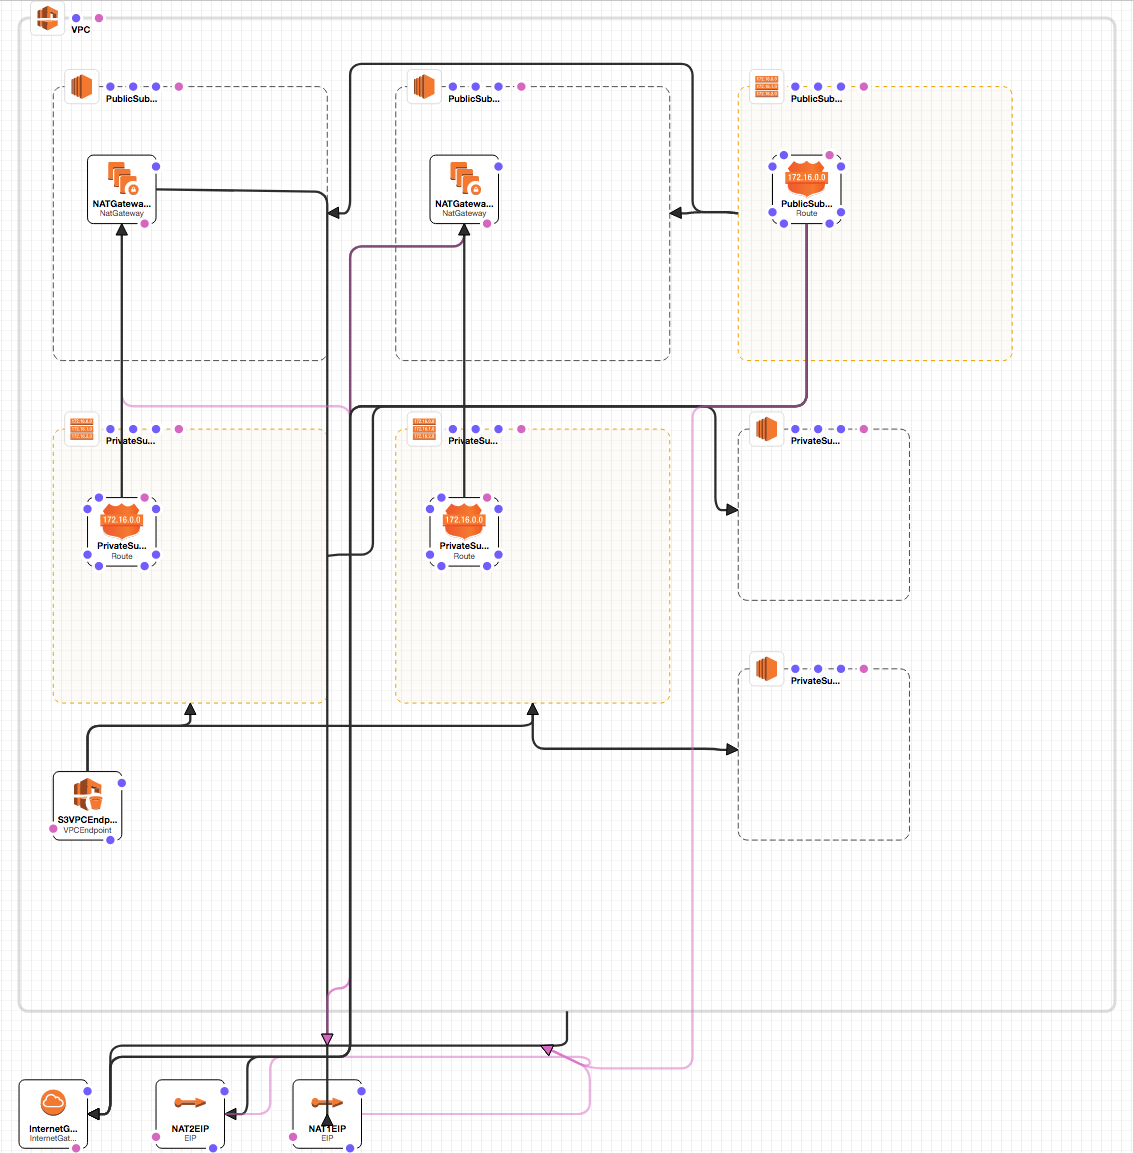 VPC
PublicSub...
PublicSub...
PublicSub...
NATGatewa...
NatGateway
NATGatewa...
NatGateway
172.16.0.0
PublicSub...
Route
PrivateSu...
PrivateSu...
PrivateSu...
172.16.0.0
PrivateSu...
Route
172.16.0.0
PrivateSu...
Route
PrivateSu...
S3VPCEndp...
VPCEndpoint
InternetG...
InternetGat...
NAT2EIP
EIP
NAT1EIP
EIP